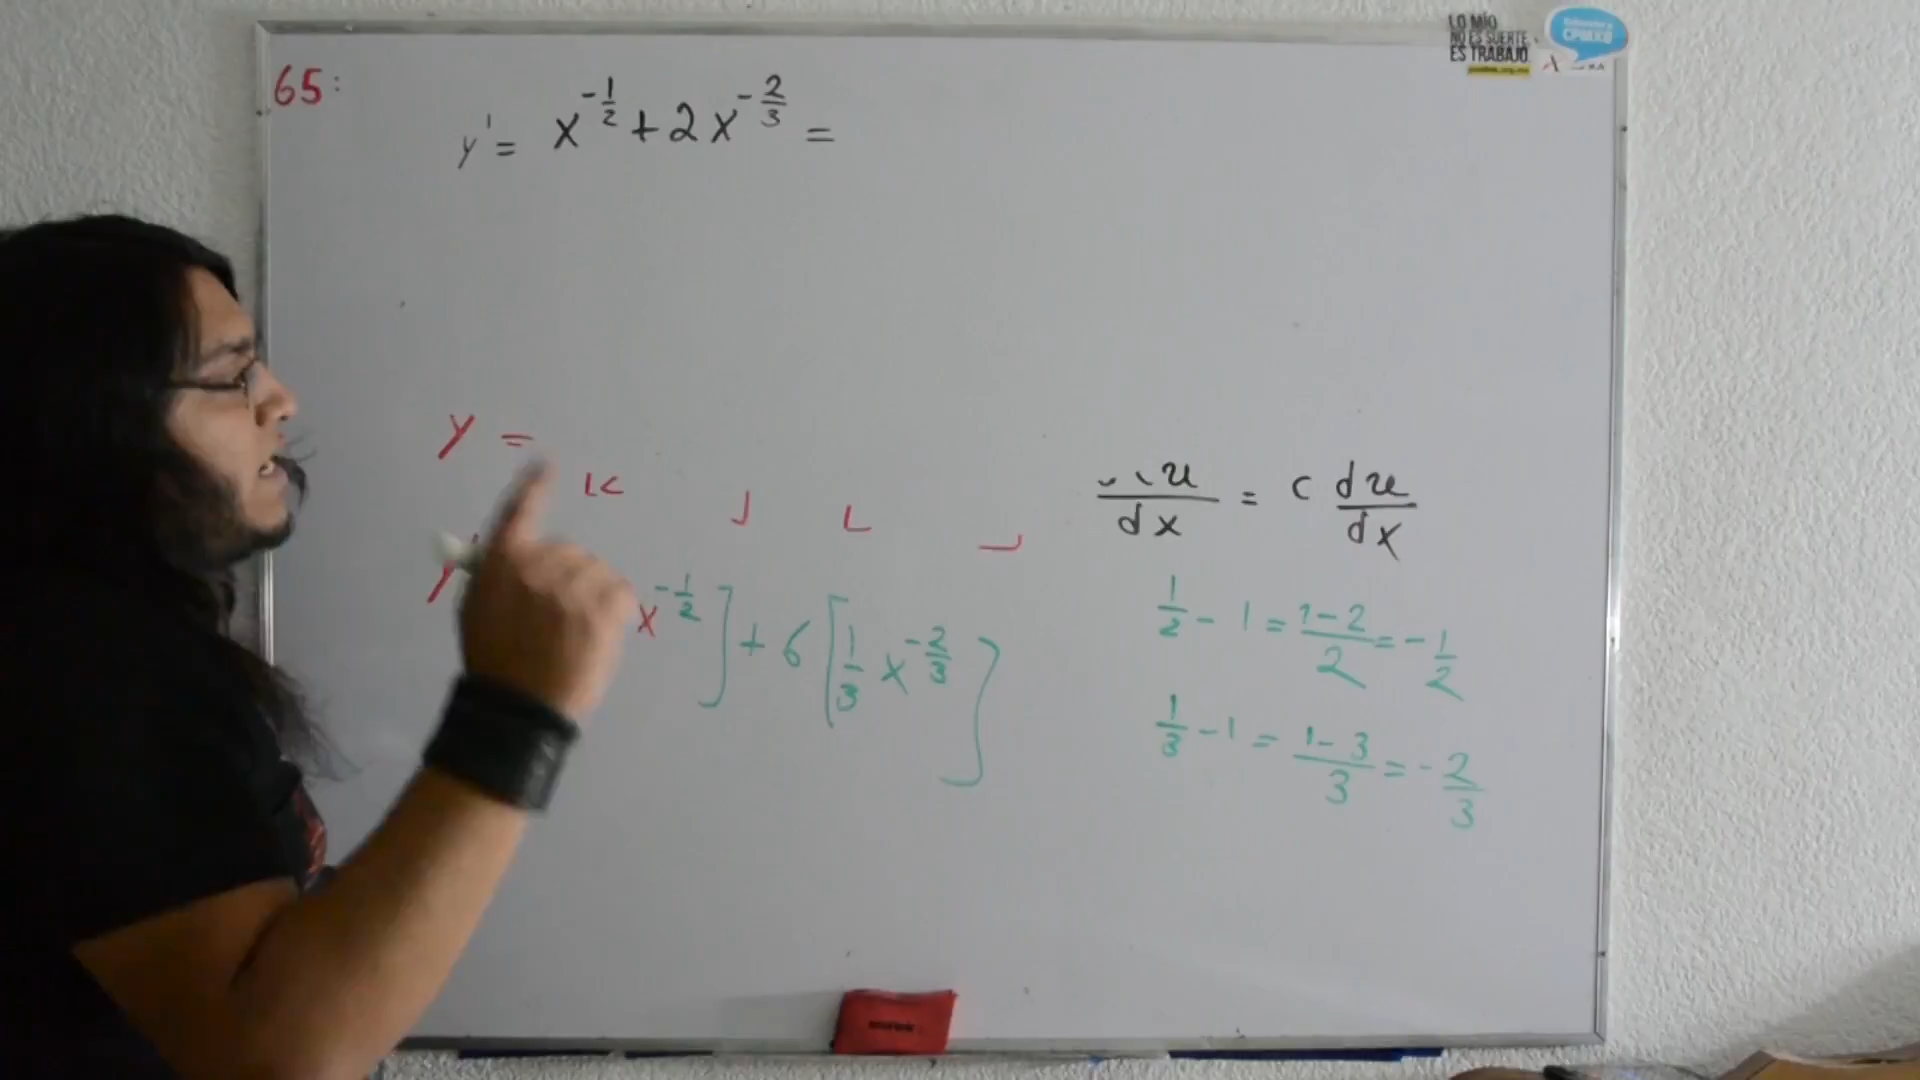 65:
y' = x^{-1/2} + 2x^{-2/3} =
LO MÍO
NO ES SUERTE,
ES TRABAJO.
y =
x^{-1/2}] + 6[1/3 x^{-2/3}]
u/dx = c du/dx
1/2 - 1 = (1-2)/2 = -1/2
1/3 - 1 = (1-3)/3 = -2/3